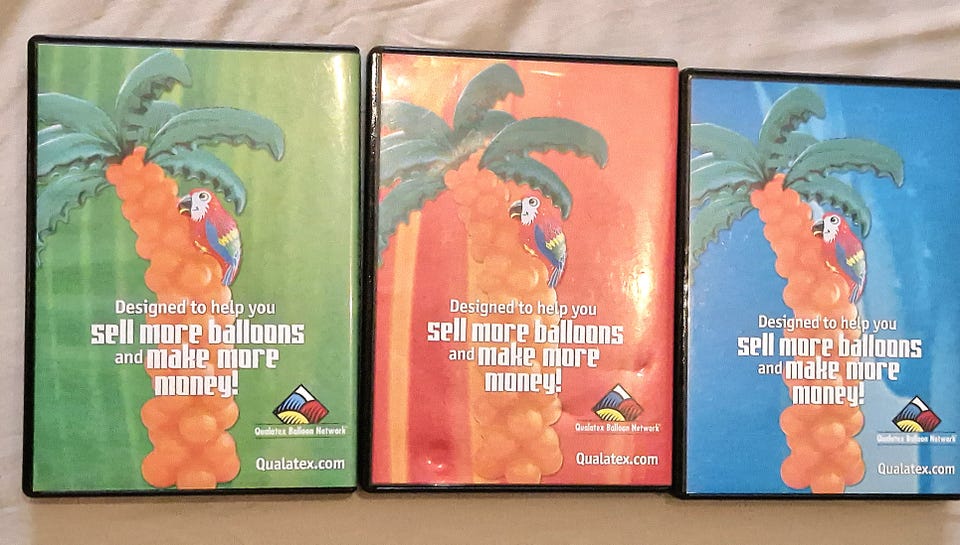 Designed to help you
sell more balloons
and make more
money!
Qualatex Balloon Network
Qualatex.com
Designed to help you
sell more balloons
and make more
money!
Qualatex Balloon Network
Qualatex.com
Designed to help you
sell more balloons
and make more
money!
Qualatex Balloon Network
Qualatex.com